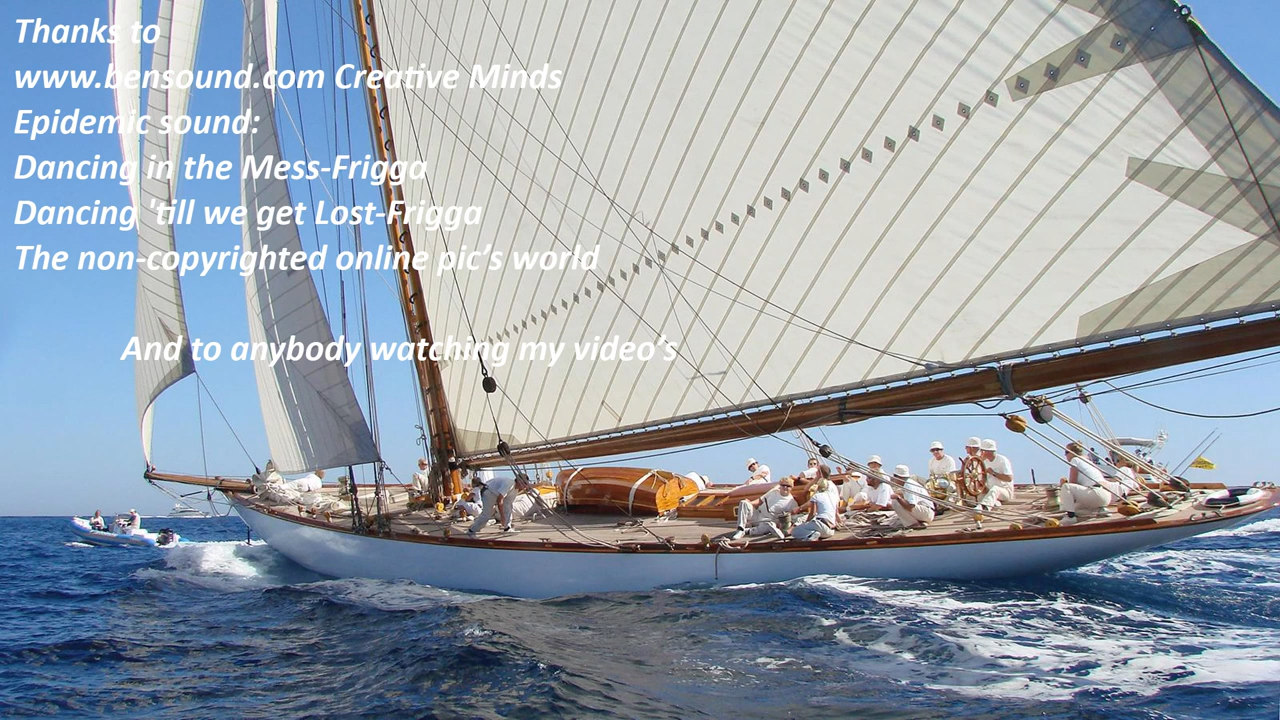 Thanks to
www.bensound.com Creative Minds
Epidemic sound:
Dancing in the Mess-Frigga
Dancing 'till we get Lost-Frigga
The non-copyrighted online pic’s world
And to anybody watching my video’s